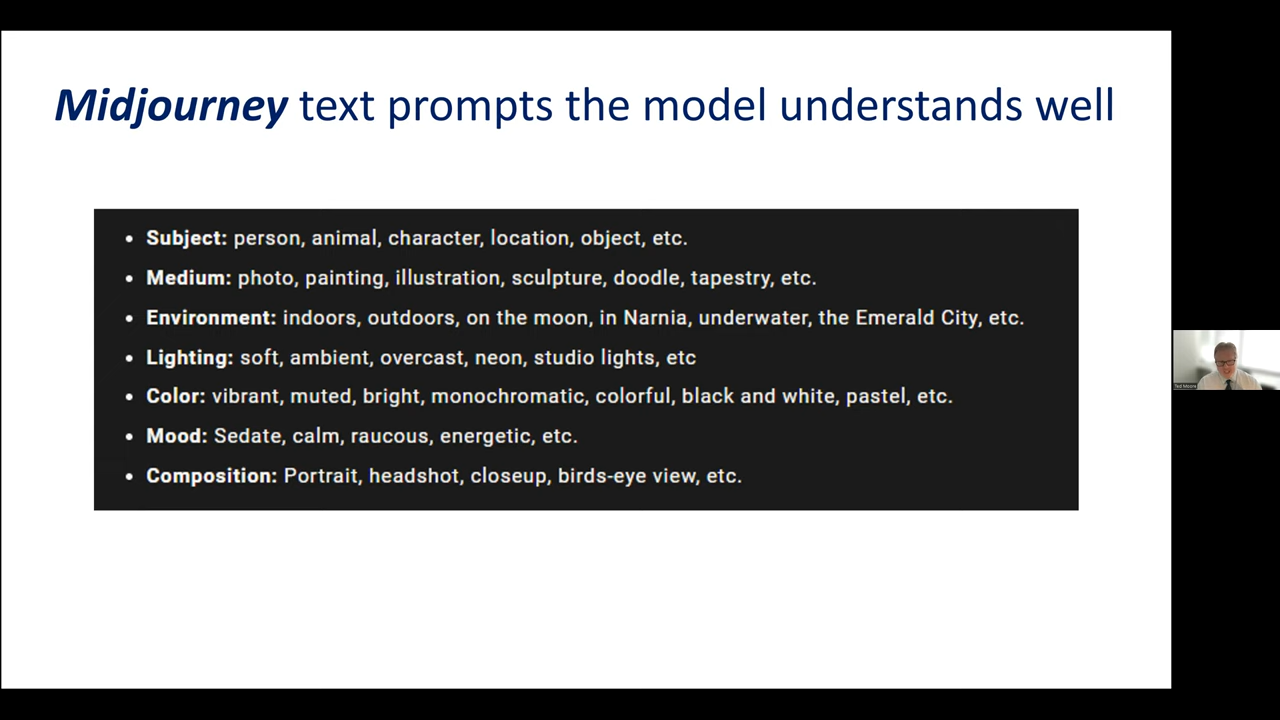 Midjourney text prompts the model understands well
• Subject: person, animal, character, location, object, etc.
• Medium: photo, painting, illustration, sculpture, doodle, tapestry, etc.
• Environment: indoors, outdoors, on the moon, in Narnia, underwater, the Emerald City, etc.
• Lighting: soft, ambient, overcast, neon, studio lights, etc
• Color: vibrant, muted, bright, monochromatic, colorful, black and white, pastel, etc.
• Mood: Sedate, calm, raucous, energetic, etc.
• Composition: Portrait, headshot, closeup, birds-eye view, etc.
Ted Moore